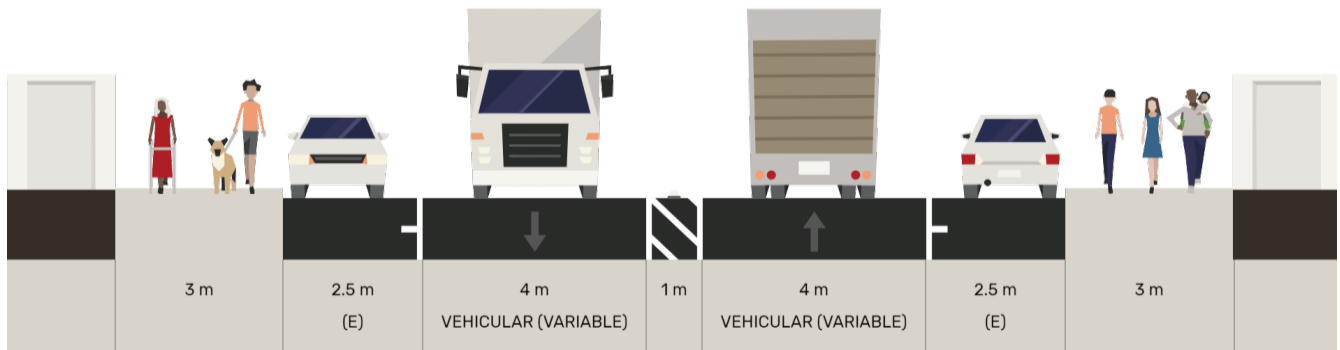 3 m
2.5 m
(E)
4 m
VEHICULAR (VARIABLE)
1 m
4 m
VEHICULAR (VARIABLE)
2.5 m
(E)
3 m